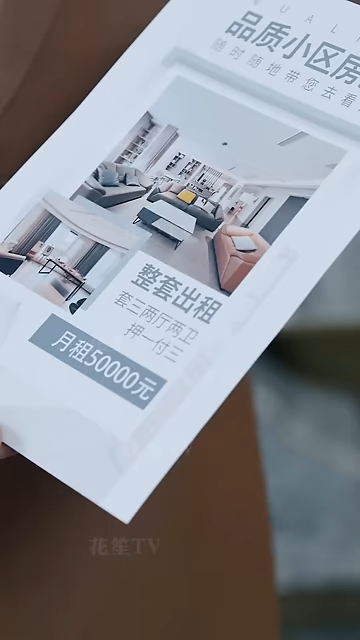 QUALI
品质小区房
随时随地带您去看
整套出租
套三两厅两卫
押一付三
月租50000元
花笙TV